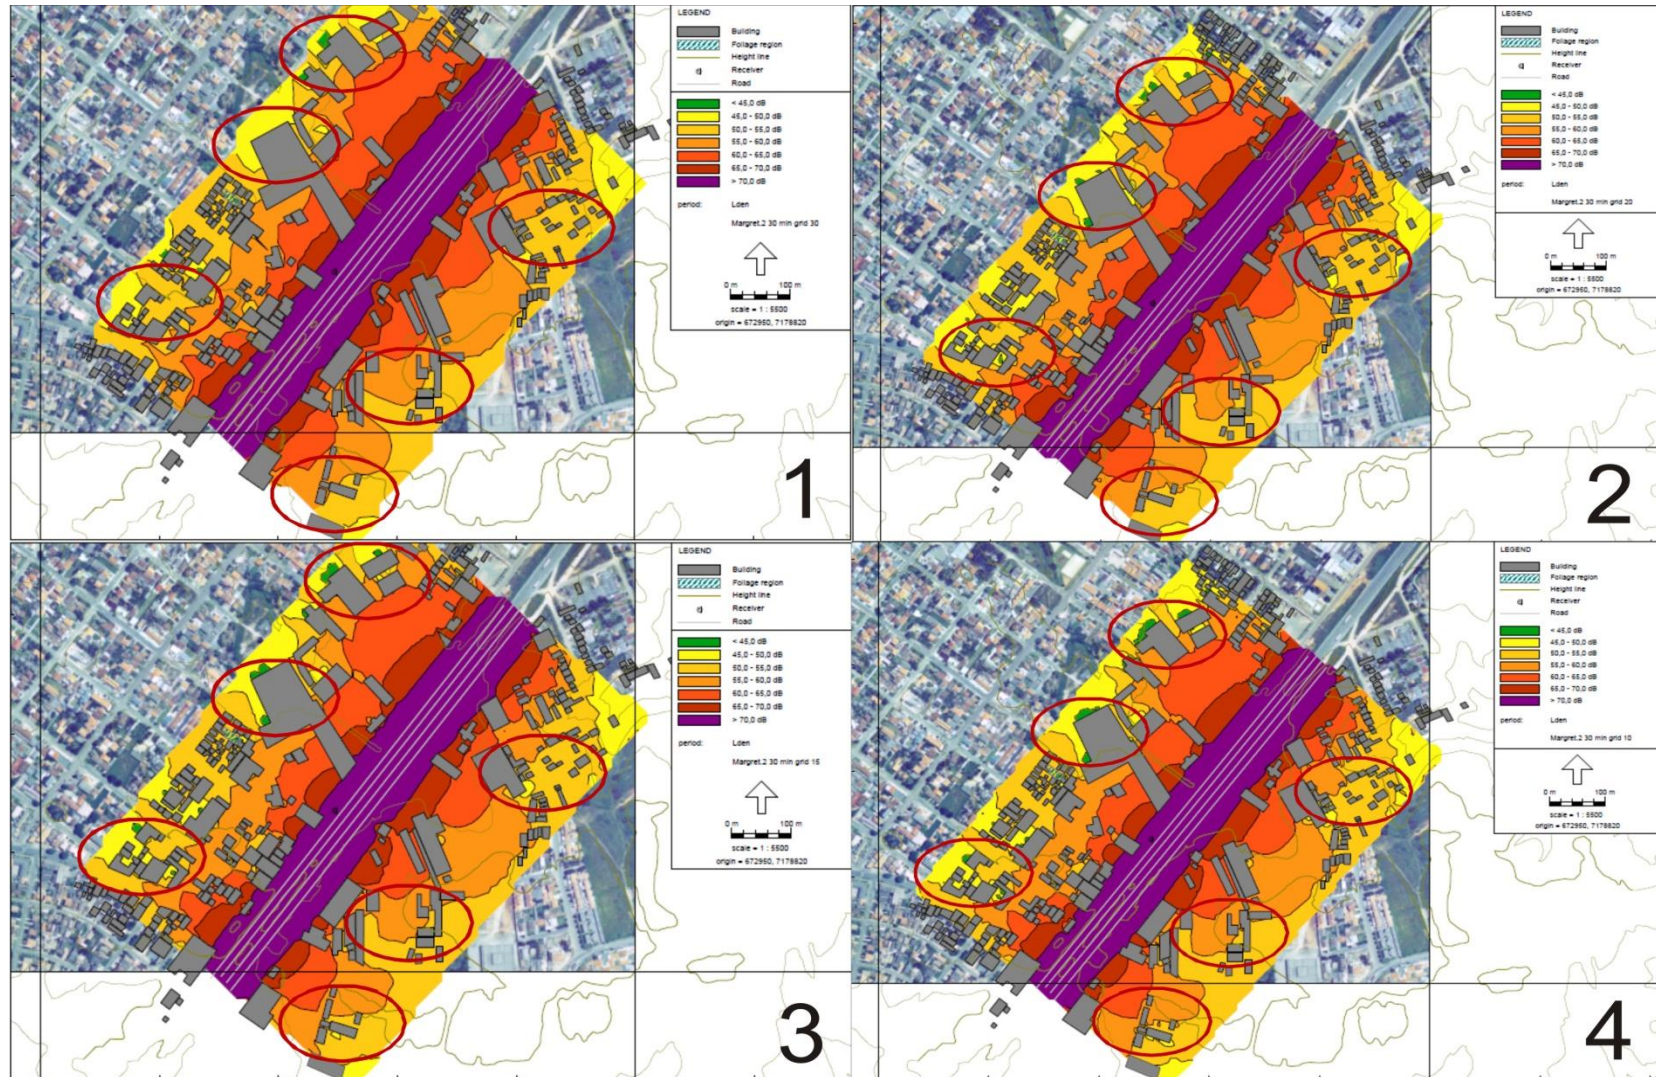 LEGEND
Building
Foliage region
Height line
Receiver
Road
< 45,0 dB
45,0 - 50,0 dB
50,0 - 55,0 dB
55,0 - 60,0 dB
60,0 - 65,0 dB
65,0 - 70,0 dB
> 70,0 dB
period: Lden
Margret.2 30 min grid 30
0 m 100 m
scale = 1 : 5500
origin = 672950, 7178820
1
LEGEND
Building
Foliage region
Height line
Receiver
Road
< 45,0 dB
45,0 - 50,0 dB
50,0 - 55,0 dB
55,0 - 60,0 dB
60,0 - 65,0 dB
65,0 - 70,0 dB
> 70,0 dB
period: Lden
Margret.2 30 min grid 20
0 m 100 m
scale = 1 : 5500
origin = 672950, 7178820
2
LEGEND
Building
Foliage region
Height line
Receiver
Road
< 45,0 dB
45,0 - 50,0 dB
50,0 - 55,0 dB
55,0 - 60,0 dB
60,0 - 65,0 dB
65,0 - 70,0 dB
> 70,0 dB
period: Lden
Margret.2 30 min grid 15
0 m 100 m
scale = 1 : 5500
origin = 672950, 7178820
3
LEGEND
Building
Foliage region
Height line
Receiver
Road
< 45,0 dB
45,0 - 50,0 dB
50,0 - 55,0 dB
55,0 - 60,0 dB
60,0 - 65,0 dB
65,0 - 70,0 dB
> 70,0 dB
period: Lden
Margret.2 30 min grid 10
0 m 100 m
scale = 1 : 5500
origin = 672950, 7178820
4